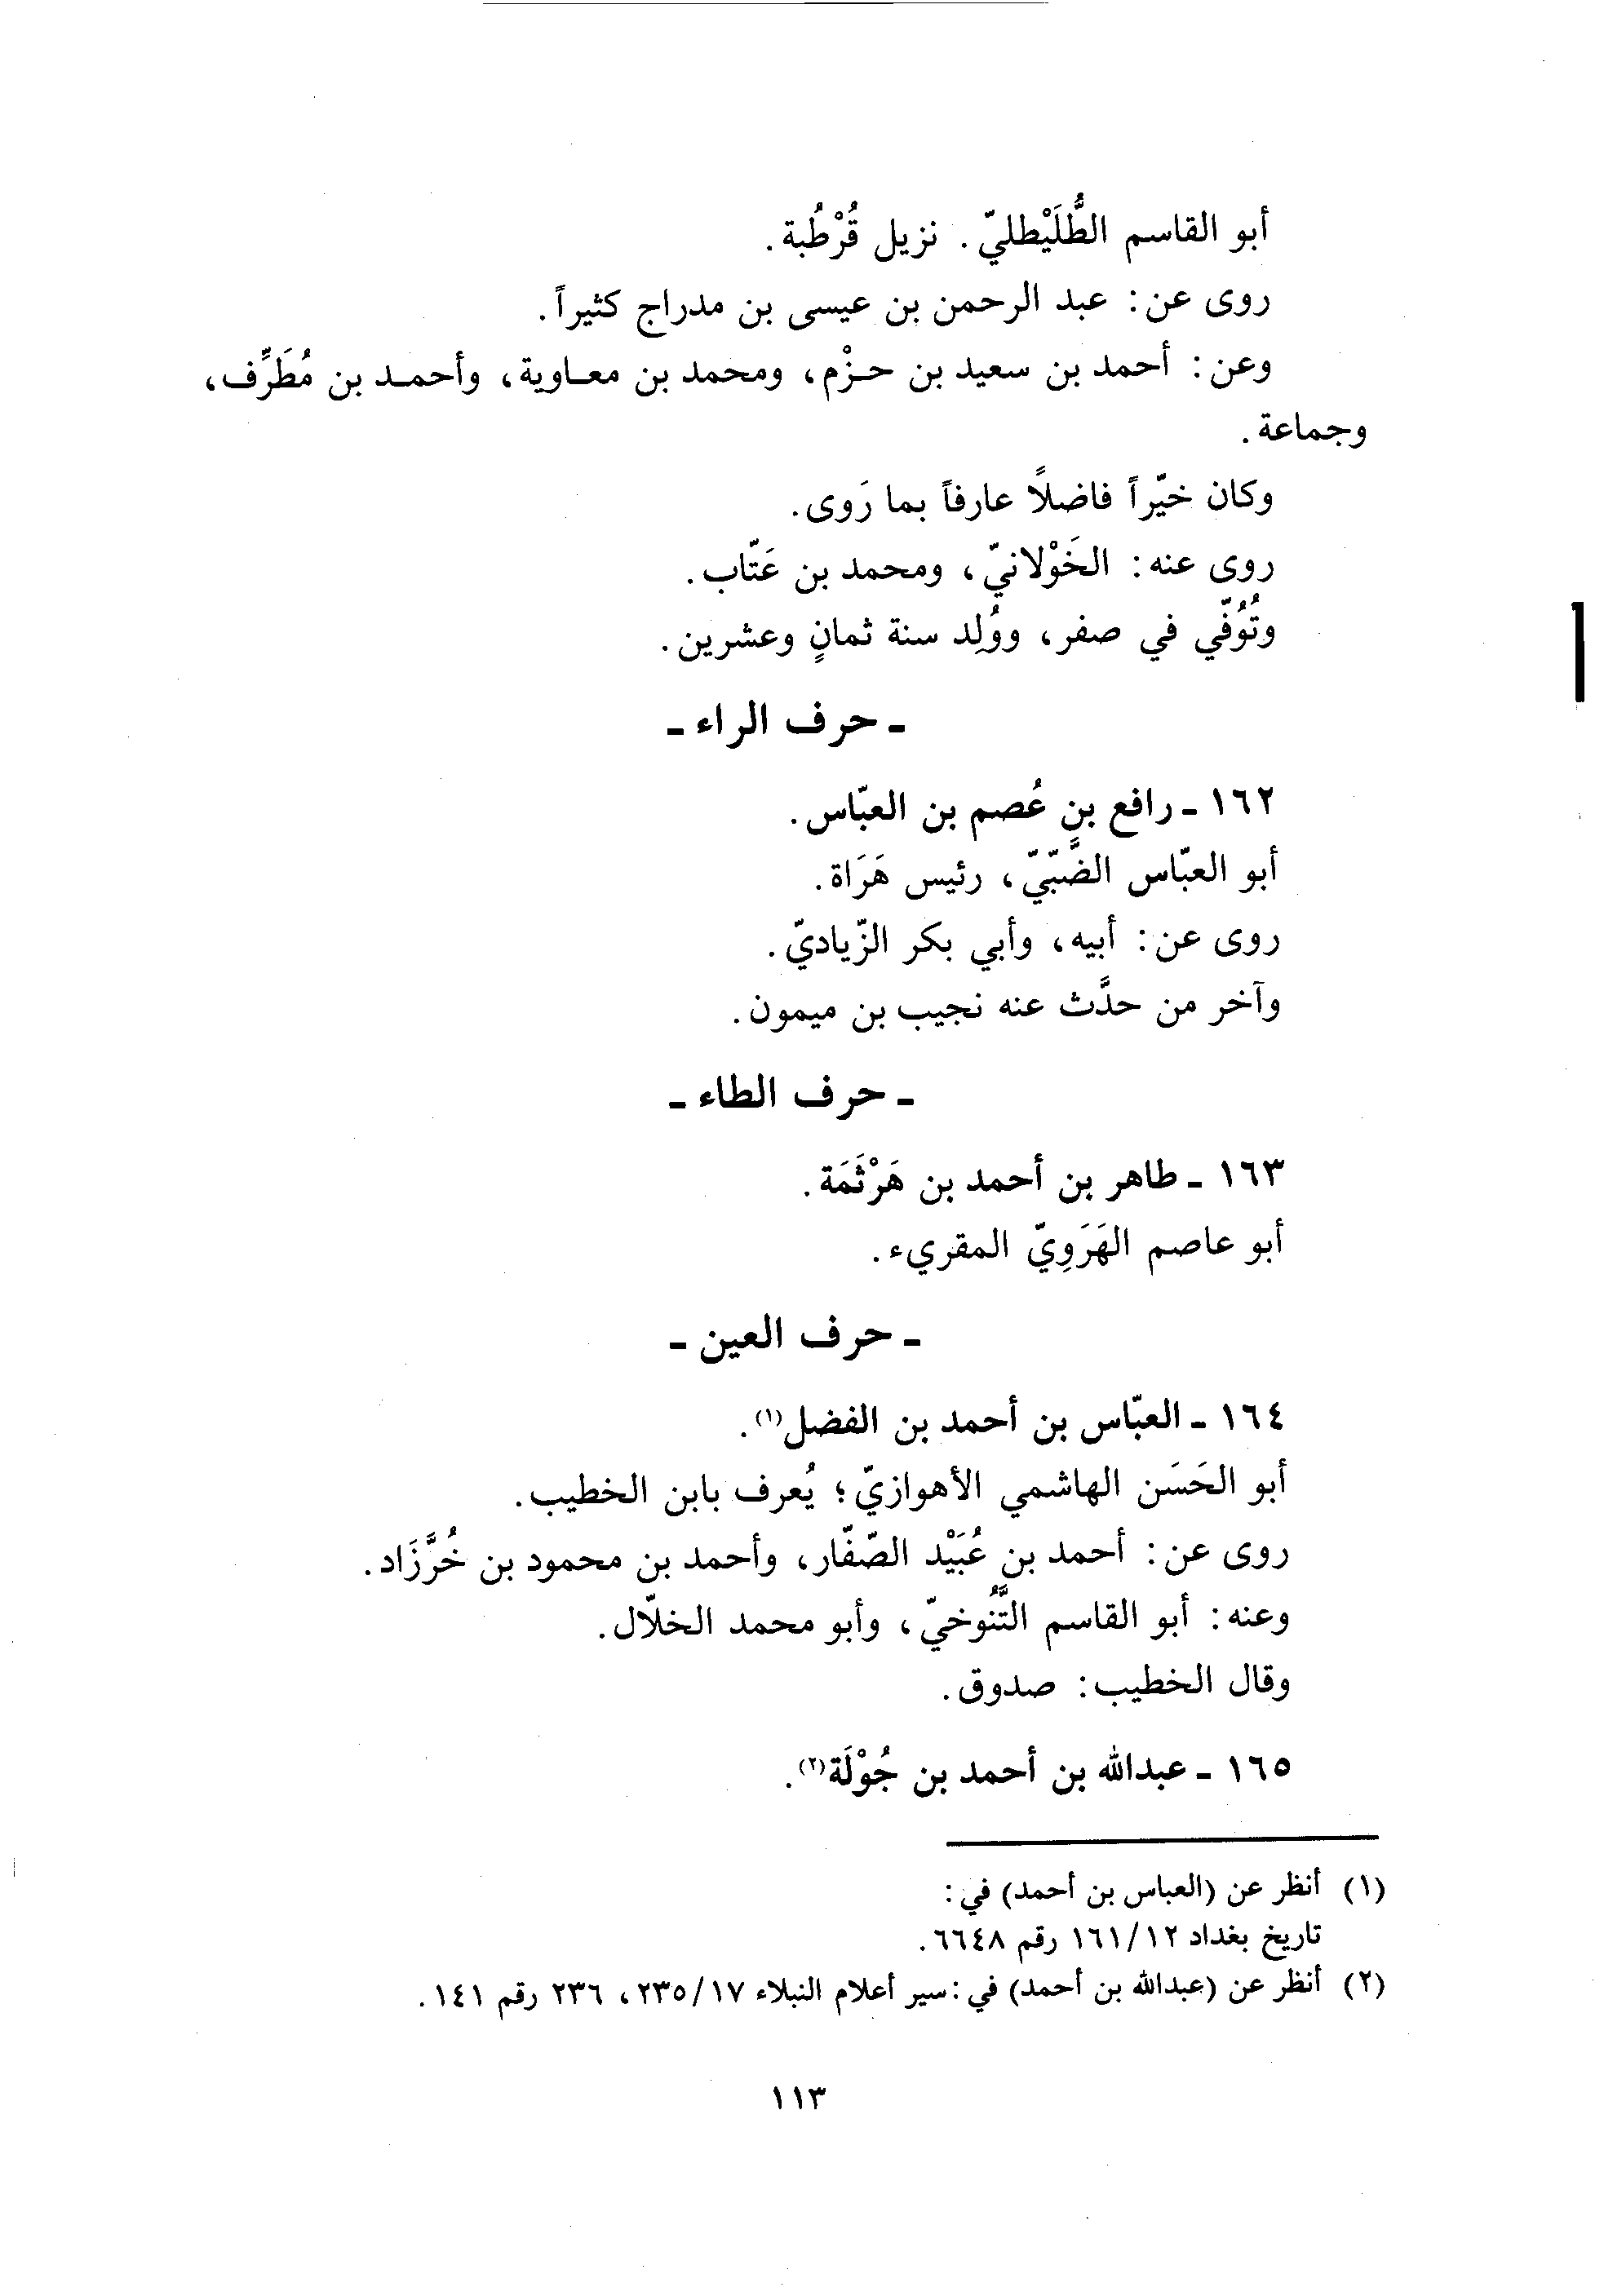 أبو القاسم الطُّلَيْطليّ. نزيل قُرْطُبة.
روى عن: عبد الرحمن بن عيسى بن مدراج كثيراً.
وعن: أحمد بن سعيد بن حـزْم، ومحمد بن معـاوية، وأحمـد بن مُطَرِّف،
وجماعة.
وكان خيّراً فاضلاً عارفاً بما رَوى.
روى عنه: الخَوْلانيّ، ومحمد بن عَتّاب.
وتُوُفّي في صفر، ووُلِد سنة ثمانٍ وعشرين.
ـ حرف الراء ـ
١٦٢ ـ رافع بن عُصم بن العبّاس.
أبو العبّاس الضَّبّيّ، رئيس هَرَاة.
روى عن: أبيه، وأبي بكر الزّياديّ.
وآخر من حدَّث عنه نجيب بن ميمون.
ـ حرف الطاء ـ
١٦٣ ـ طاهر بن أحمد بن هَرْثَمَة.
أبو عاصم الهَرَوِيّ المقريء.
ـ حرف العين ـ
١٦٤ ـ العبّاس بن أحمد بن الفضل(١).
أبو الحَسَن الهاشمي الأهوازيّ؛ يُعرف بابن الخطيب.
روى عن: أحمد بن عُبَيْد الصّفّار، وأحمد بن محمود بن خُرَّزَاد.
وعنه: أبو القاسم التَّنُوخيّ، وأبو محمد الخلّال.
وقال الخطيب: صدوق.
١٦٥ ـ عبدالله بن أحمد بن جُوْلَة(٢).
(١) أنظر عن (العباس بن أحمد) في:
تاريخ بغداد ١٦١/١٢ رقم ٦٦٤٨.
(٢) أنظر عن (عبدالله بن أحمد) في: سير أعلام النبلاء ٢٣٥/١٧، ٢٣٦ رقم ١٤١.
١١٣